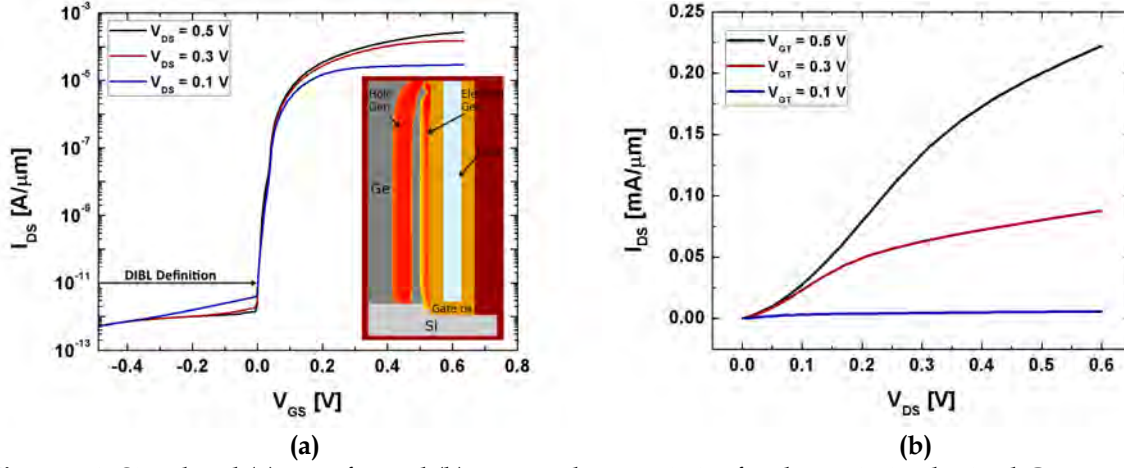 (a)
V_DS = 0.5 V
V_DS = 0.3 V
V_DS = 0.1 V
10^-3
10^-5
10^-7
10^-9
10^-11
10^-13
I_DS [A/μm]
Hole Gen
Ge
Gate ox
Si
DIBL Definition
-0.4 -0.2 0.0 0.2 0.4 0.6 0.8
V_GS [V]
(a)
V_GT = 0.5 V
V_GT = 0.3 V
V_GT = 0.1 V
0.25
0.20
0.15
0.10
0.05
0.00
I_DS [mA/μm]
0.0 0.1 0.2 0.3 0.4 0.5 0.6
V_DS [V]
(b)